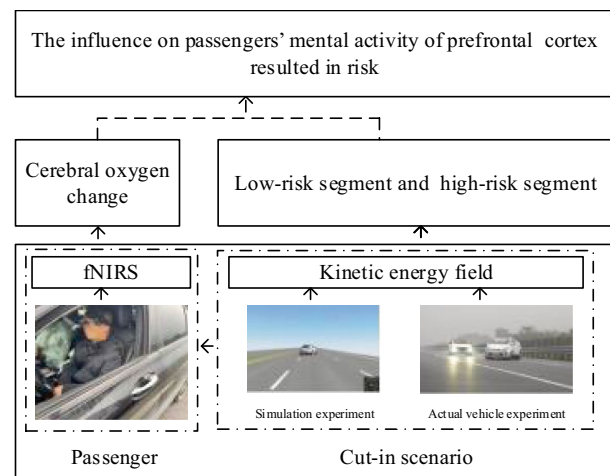 The influence on passengers' mental activity of prefrontal cortex
resulted in risk
Cerebral oxygen
change
Low-risk segment and high-risk segment
fNIRS
Kinetic energy field
Simulation experiment
Actual vehicle experiment
Passenger
Cut-in scenario